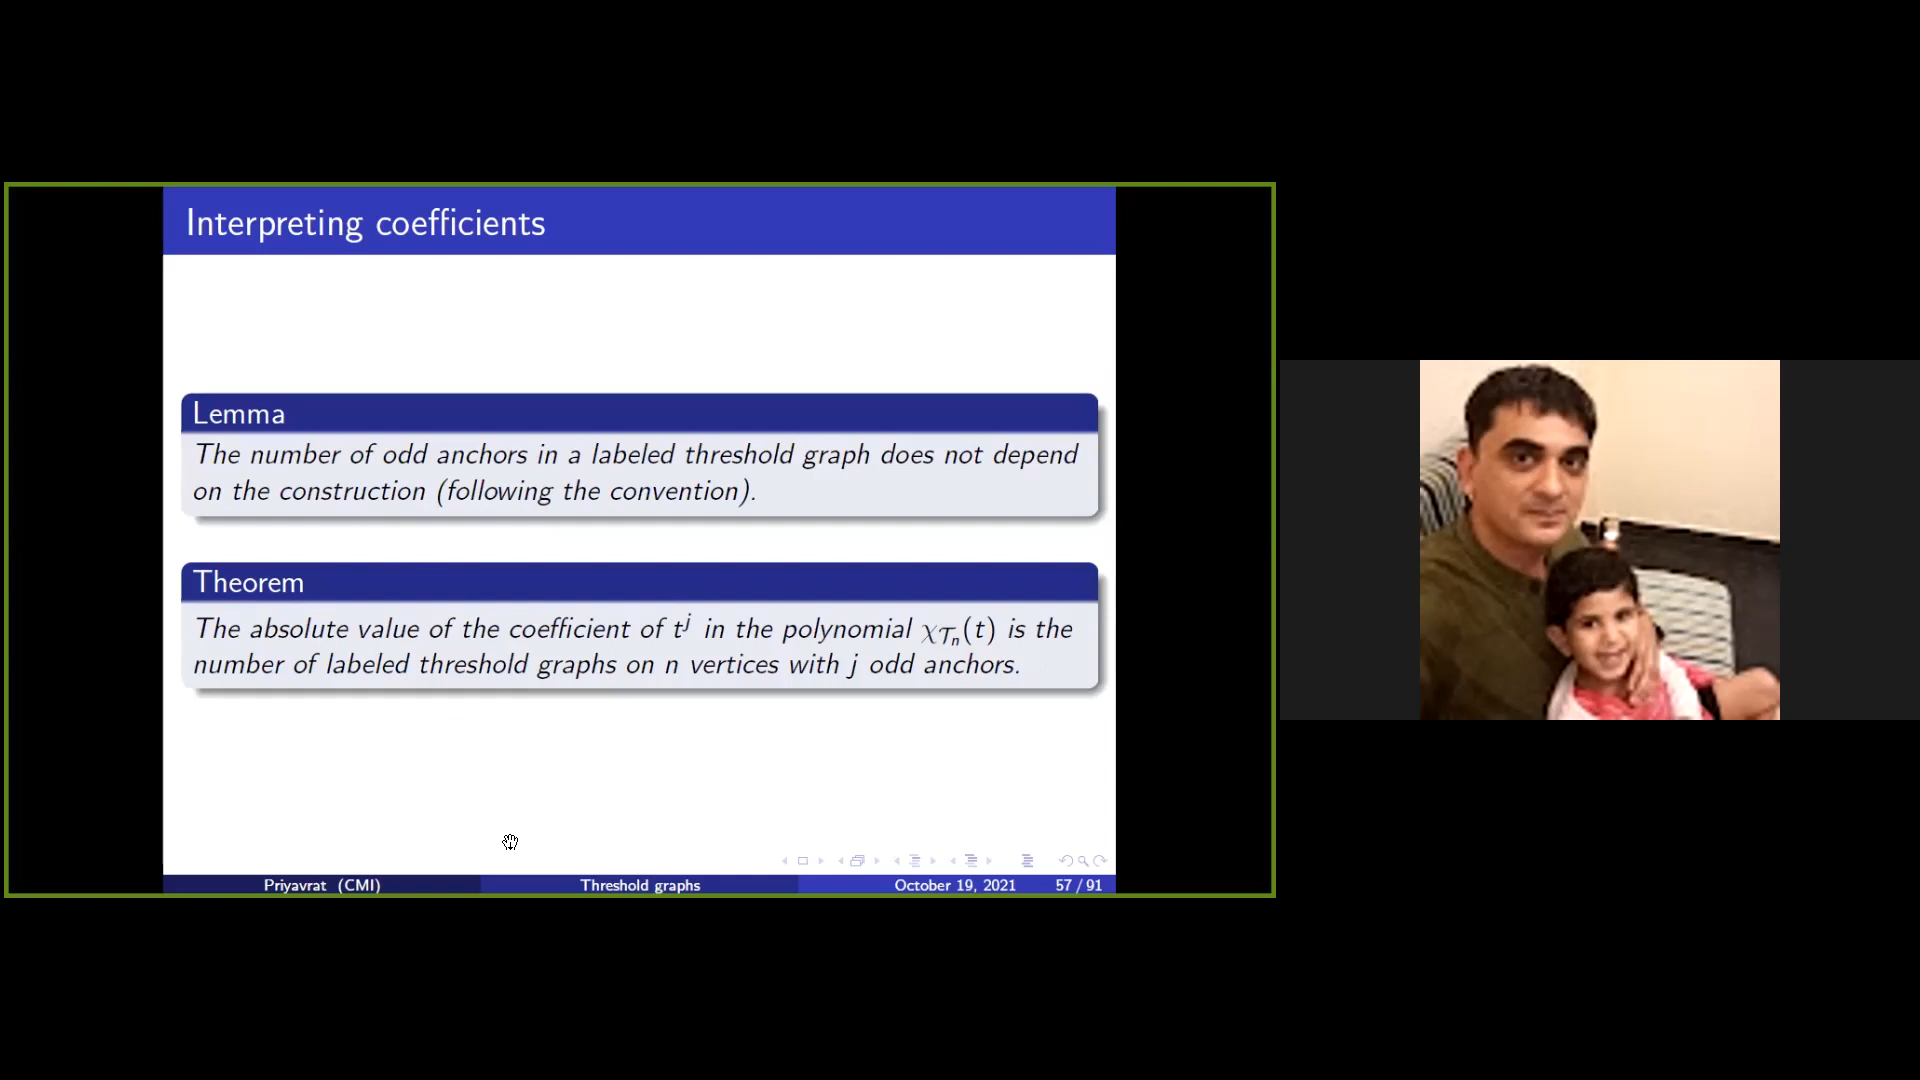 Interpreting coefficients
Lemma
The number of odd anchors in a labeled threshold graph does not depend
on the construction (following the convention).
Theorem
The absolute value of the coefficient of t^j in the polynomial χ_{𝒯_n}(t) is the
number of labeled threshold graphs on n vertices with j odd anchors.
Priyavrat (CMI) Threshold graphs October 19, 2021 57 / 91